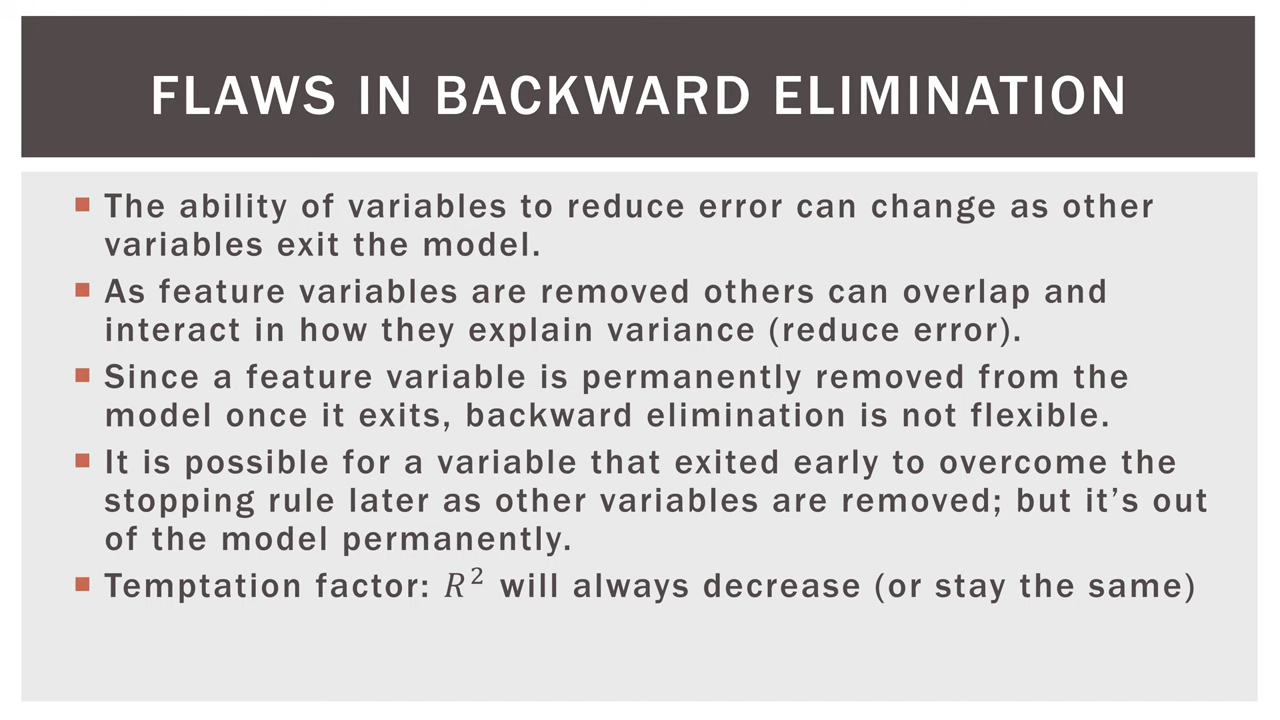 FLAWS IN BACKWARD ELIMINATION
▪ The ability of variables to reduce error can change as other
variables exit the model.
▪ As feature variables are removed others can overlap and
interact in how they explain variance (reduce error).
▪ Since a feature variable is permanently removed from the
model once it exits, backward elimination is not flexible.
▪ It is possible for a variable that exited early to overcome the
stopping rule later as other variables are removed; but it’s out
of the model permanently.
▪ Temptation factor: R² will always decrease (or stay the same)